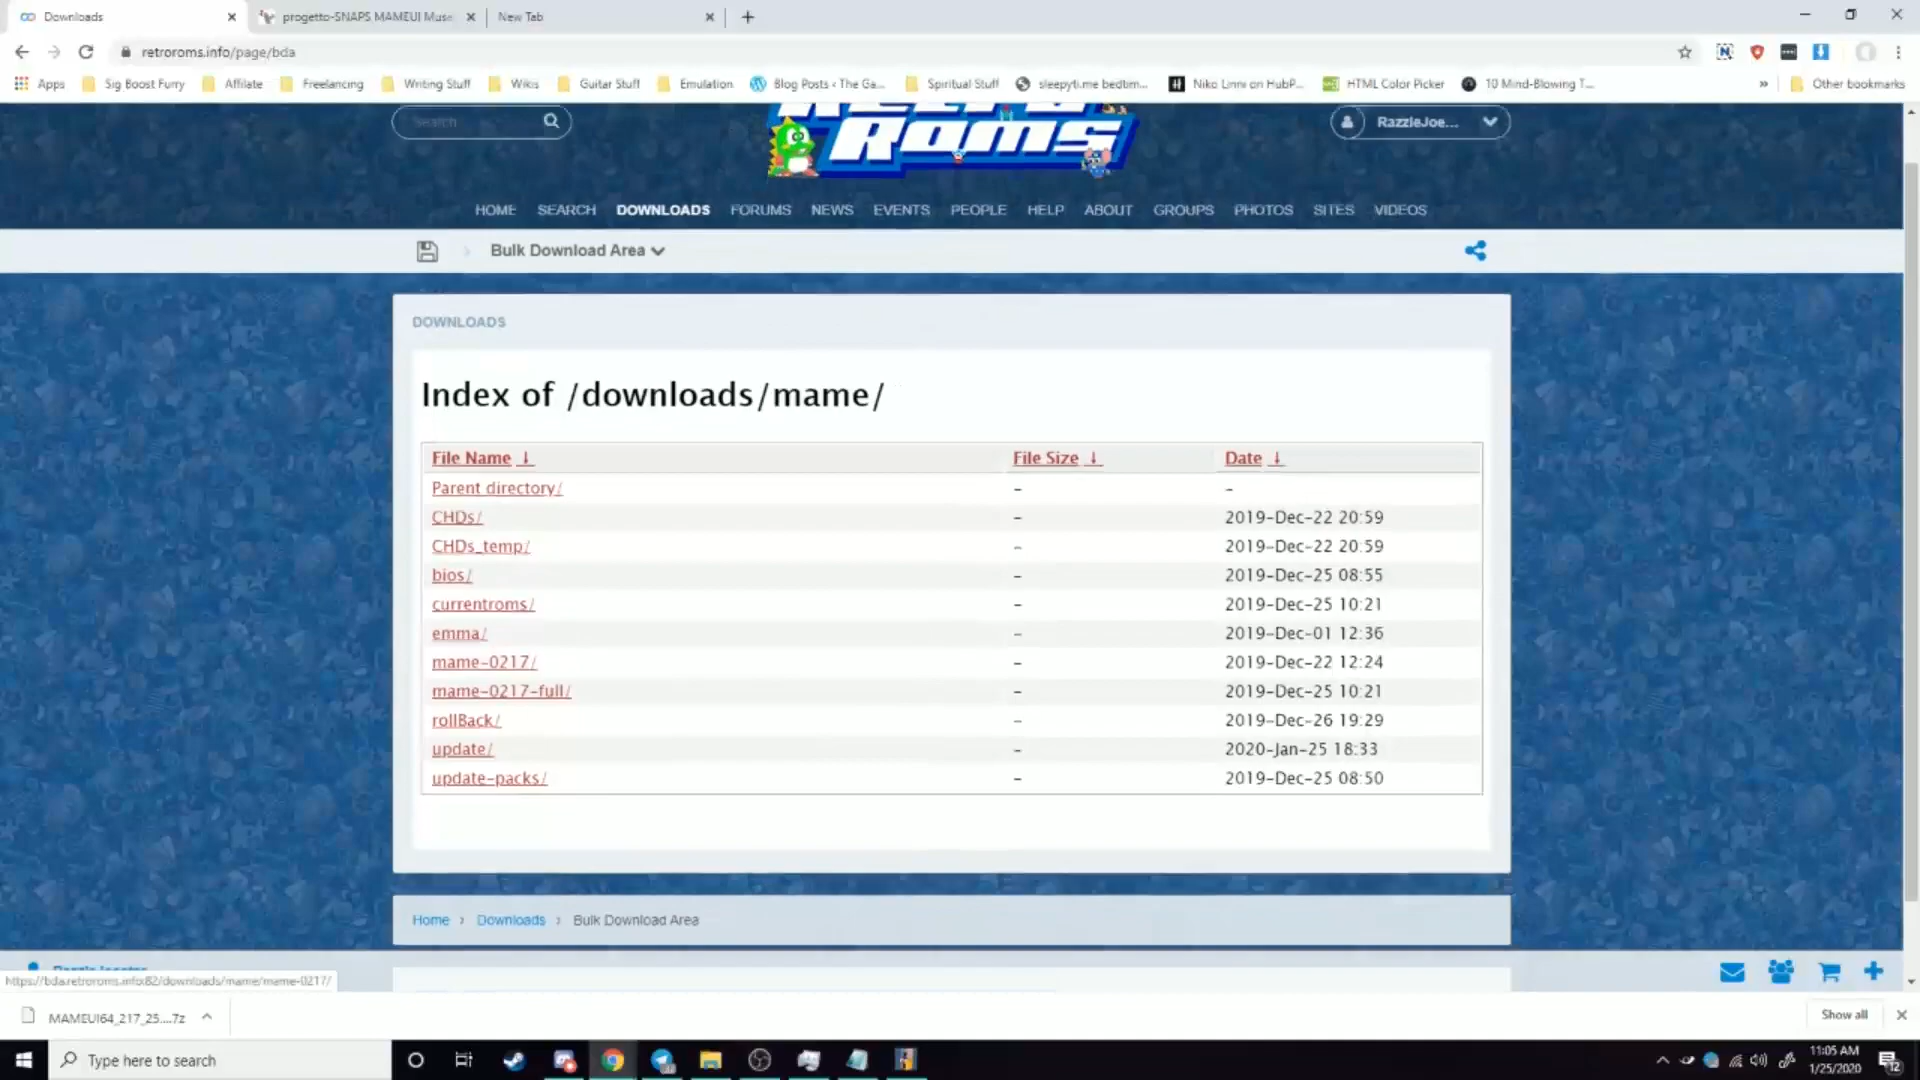 Downloads
progetto-SNAPS MAMEUI Muse
New Tab
retroroms.info/page/bda
Apps
Sig Boost Furry
Affilate
Freelancing
Writing Stuff
Wikis
Guitar Stuff
Emulation
Blog Posts ‹ The Ga...
Spiritual Stuff
sleepyti.me bedtim...
Niko Linni on HubP...
HTML Color Picker
10 Mind-Blowing T...
»
Other bookmarks
Search
Roms
RazzleJoe...
HOME SEARCH DOWNLOADS FORUMS NEWS EVENTS PEOPLE HELP ABOUT GROUPS PHOTOS SITES VIDEOS
Bulk Download Area
DOWNLOADS
Index of /downloads/mame/
File Name ↓ File Size ↓ Date ↓
Parent directory/ - -
CHDs/ - 2019-Dec-22 20:59
CHDs_temp/ - 2019-Dec-22 20:59
bios/ - 2019-Dec-25 08:55
currentroms/ - 2019-Dec-25 10:21
emma/ - 2019-Dec-01 12:36
mame-0217/ - 2019-Dec-22 12:24
mame-0217-full/ - 2019-Dec-25 10:21
rollBack/ - 2019-Dec-26 19:29
update/ - 2020-Jan-25 18:33
update-packs/ - 2019-Dec-25 08:50
Home › Downloads › Bulk Download Area
https://bda.retroroms.info:82/downloads/mame/mame-0217/
MAMEUI64_217_25....7z
Show all
Type here to search
11:05 AM
1/25/2020
12